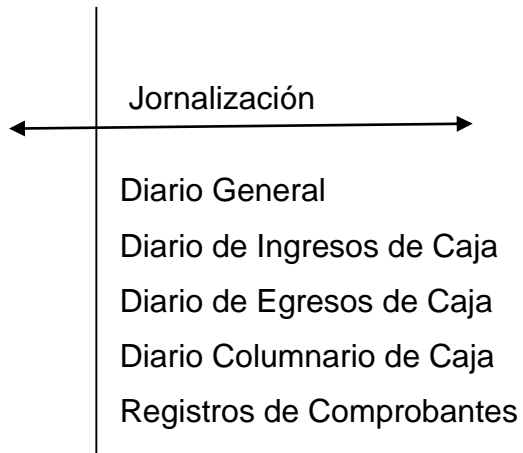 Jornalización
Diario General
Diario de Ingresos de Caja
Diario de Egresos de Caja
Diario Columnario de Caja
Registros de Comprobantes